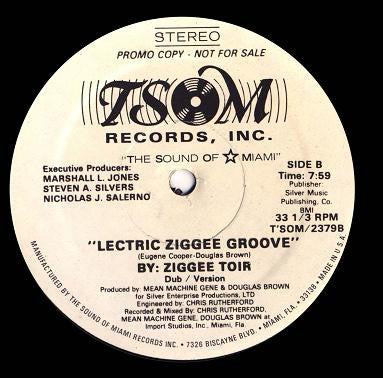 STEREO
PROMO COPY - NOT FOR SALE
TSOM
RECORDS, INC.
"THE SOUND OF ☆ MIAMI"
Executive Producers:
MARSHALL L. JONES
STEVEN A. SILVERS
NICHOLAS J. SALERNO
SIDE B
Time: 7:59
Publisher:
Silver Music
Publishing, Co.
BMI
33 1/3 RPM
T'SOM/2379B
"LECTRIC ZIGGEE GROOVE"
(Eugene Cooper-Douglas Brown)
BY: ZIGGEE TOIR
Dub / Version
Produced by: MEAN MACHINE GENE & DOUGLAS BROWN
for Silver Enterprise Productions, LTD
Engineered by: CHRIS RUTHERFORD
Recorded & Mixed By: CHRIS RUTHERFORD,
MEAN MACHINE GENE, DOUGLAS BROWN at
Import Studios, Inc., Miami, Fla.
MANUFACTURED BY THE SOUND OF MIAMI RECORDS INC. • 7326 BISCAYNE BLVD. • MIAMI, FLA. • 33138 • MADE IN U.S.A.